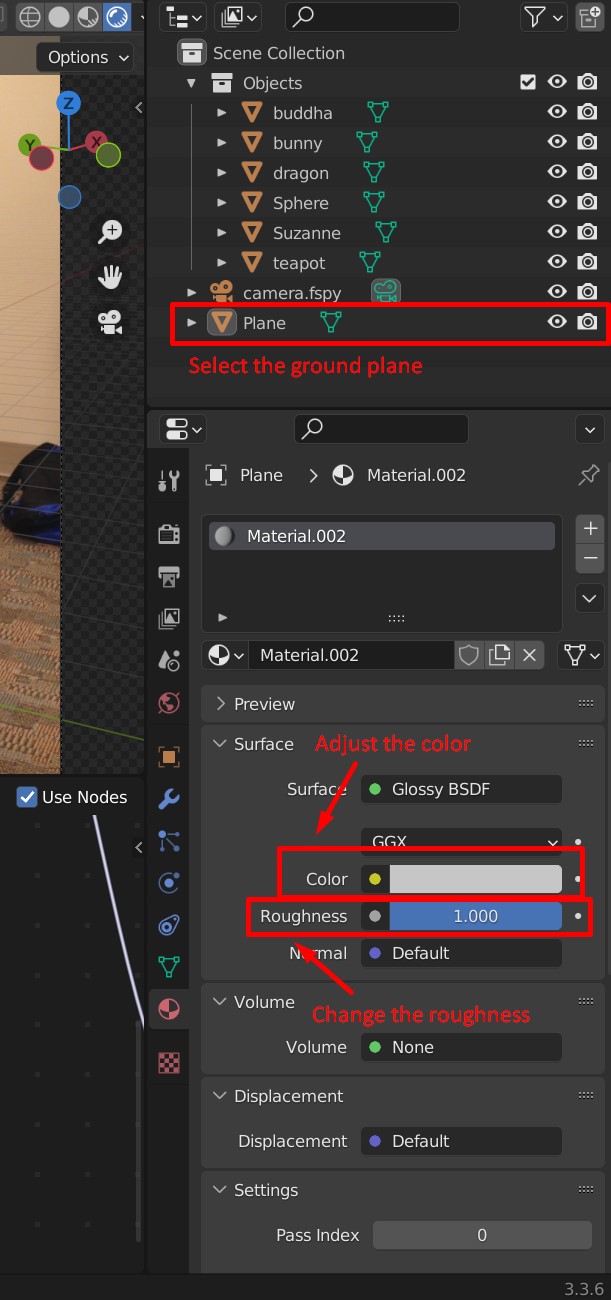 Options
Z
Y
X
Scene Collection
Objects
buddha
bunny
dragon
Sphere
Suzanne
teapot
camera.fspy
Plane
Select the ground plane
Plane > Material.002
Material.002
Material.002
Preview
Surface
Adjust the color
Surface Glossy BSDF
GGX
Color
Roughness 1.000
Normal Default
Volume
Change the roughness
Volume None
Displacement
Displacement Default
Settings
Pass Index 0
Use Nodes
3.3.6